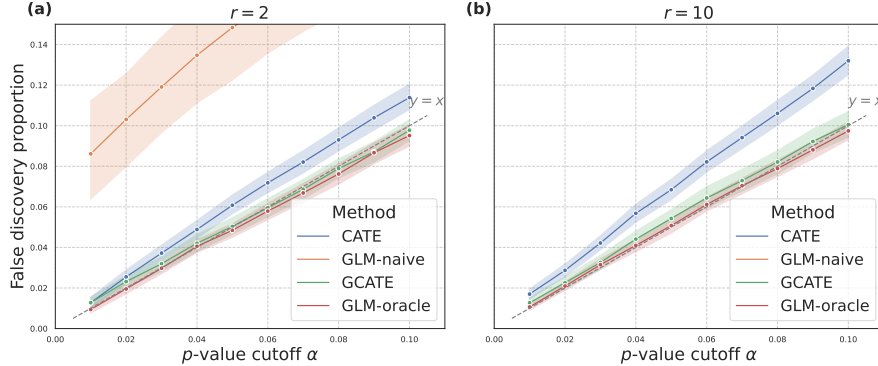 (a)
r = 2
False discovery proportion
0.14
0.12
0.10
0.08
0.06
0.04
0.02
0.00
y = x
Method
CATE
GLM-naive
GCATE
GLM-oracle
0.00 0.02 0.04 0.06 0.08 0.10
p-value cutoff α
(b)
r = 10
y = x
Method
CATE
GLM-naive
GCATE
GLM-oracle
0.00 0.02 0.04 0.06 0.08 0.10
p-value cutoff α